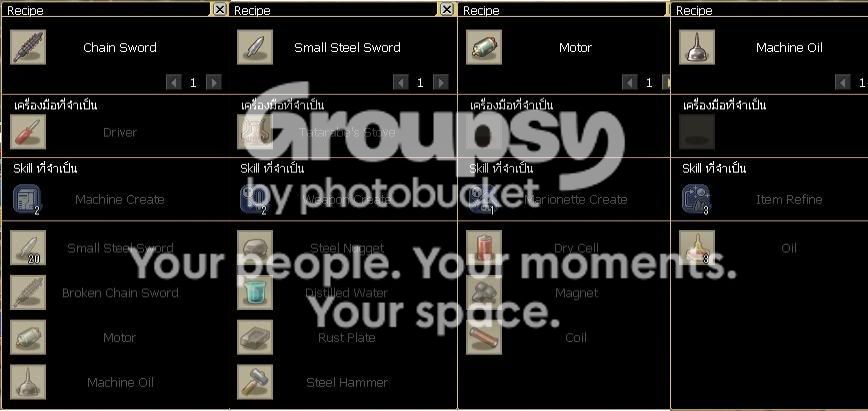 Recipe
Chain Sword
1
เครื่องมือที่จำเป็น
Driver
Skill ที่จำเป็น
2
Machine Create
20
Small Steel Sword
Broken Chain Sword
Motor
Machine Oil
Recipe
Small Steel Sword
1
เครื่องมือที่จำเป็น
Tataraba's Stove
Skill ที่จำเป็น
2
Weapon Create
Steel Nugget
Distilled Water
Rust Plate
Steel Hammer
Recipe
Motor
1
เครื่องมือที่จำเป็น
Skill ที่จำเป็น
1
Marionette Create
Dry Cell
Magnet
Coil
Recipe
Machine Oil
1
เครื่องมือที่จำเป็น
Skill ที่จำเป็น
3
Item Refine
Oil
Groupsy
by photobucket
Your people. Your moments.
Your space.